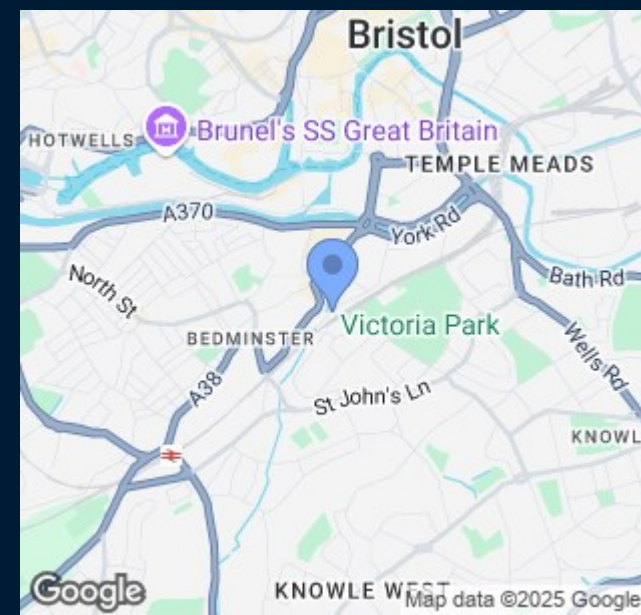 Bristol
HOTWELLS
Brunel's SS Great Britain
TEMPLE MEADS
A370
York Rd
North St
Bath Rd
Victoria Park
BEDMINSTER
Wells Rd
A38
St John's Ln
KNOWL
KNOWLE WEST
Google
Map data ©2025 Google